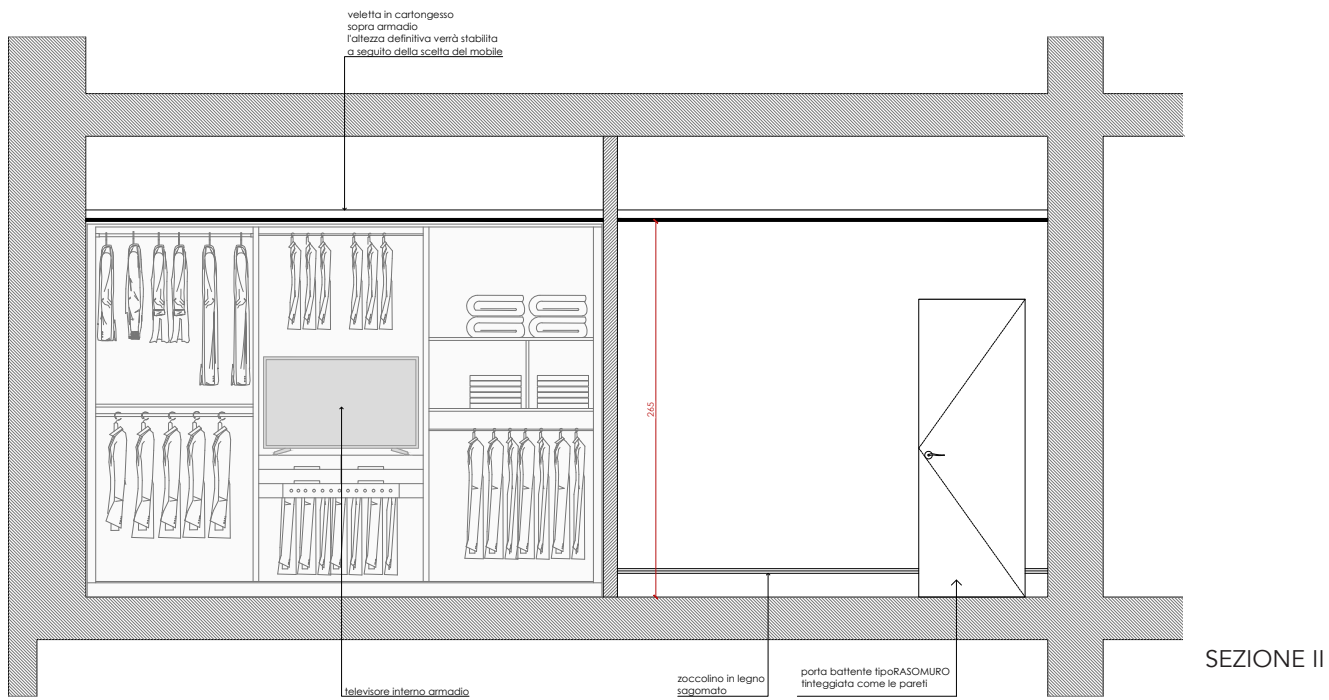 veletta in cartongesso
sopra armadio
l'altezza definitiva verrà stabilita
a seguito della scelta del mobile
265
televisore interno armadio
zoccolino in legno
sagomato
porta battente tipoRASOMURO
tinteggiata come le pareti
SEZIONE II